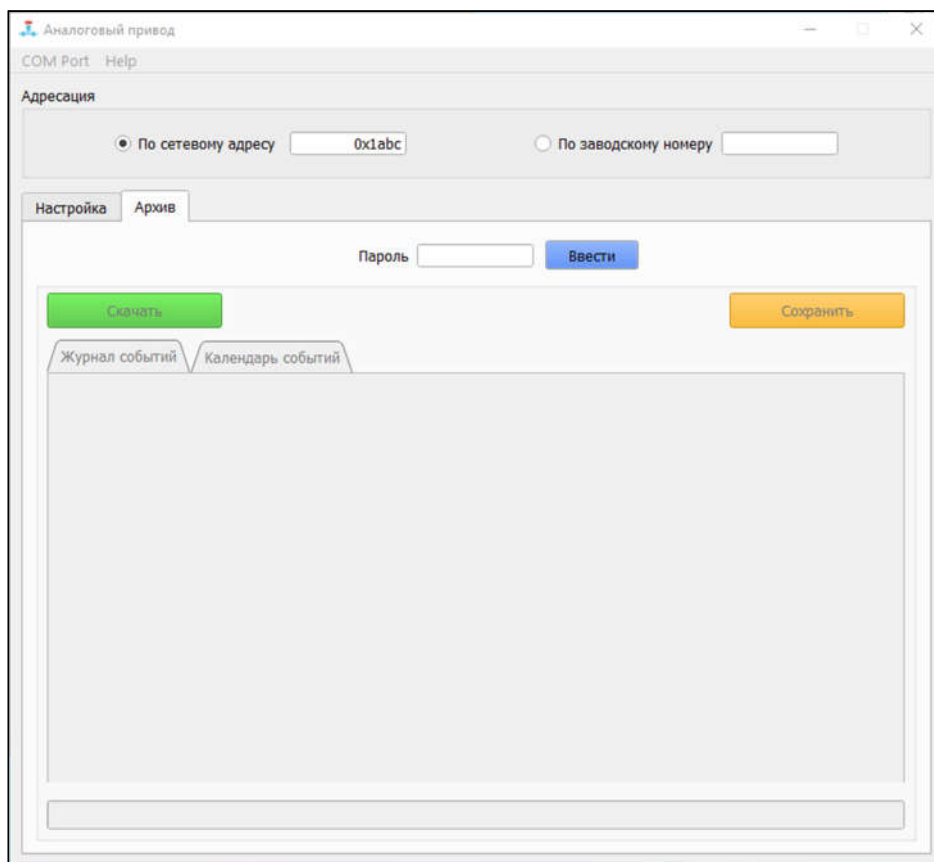 Аналоговый привод
COM Port Help
Адресация
По сетевому адресу 0x1abc По заводскому номеру
Настройка Архив
Пароль Ввести
Скачать Сохранить
Журнал событий Календарь событий